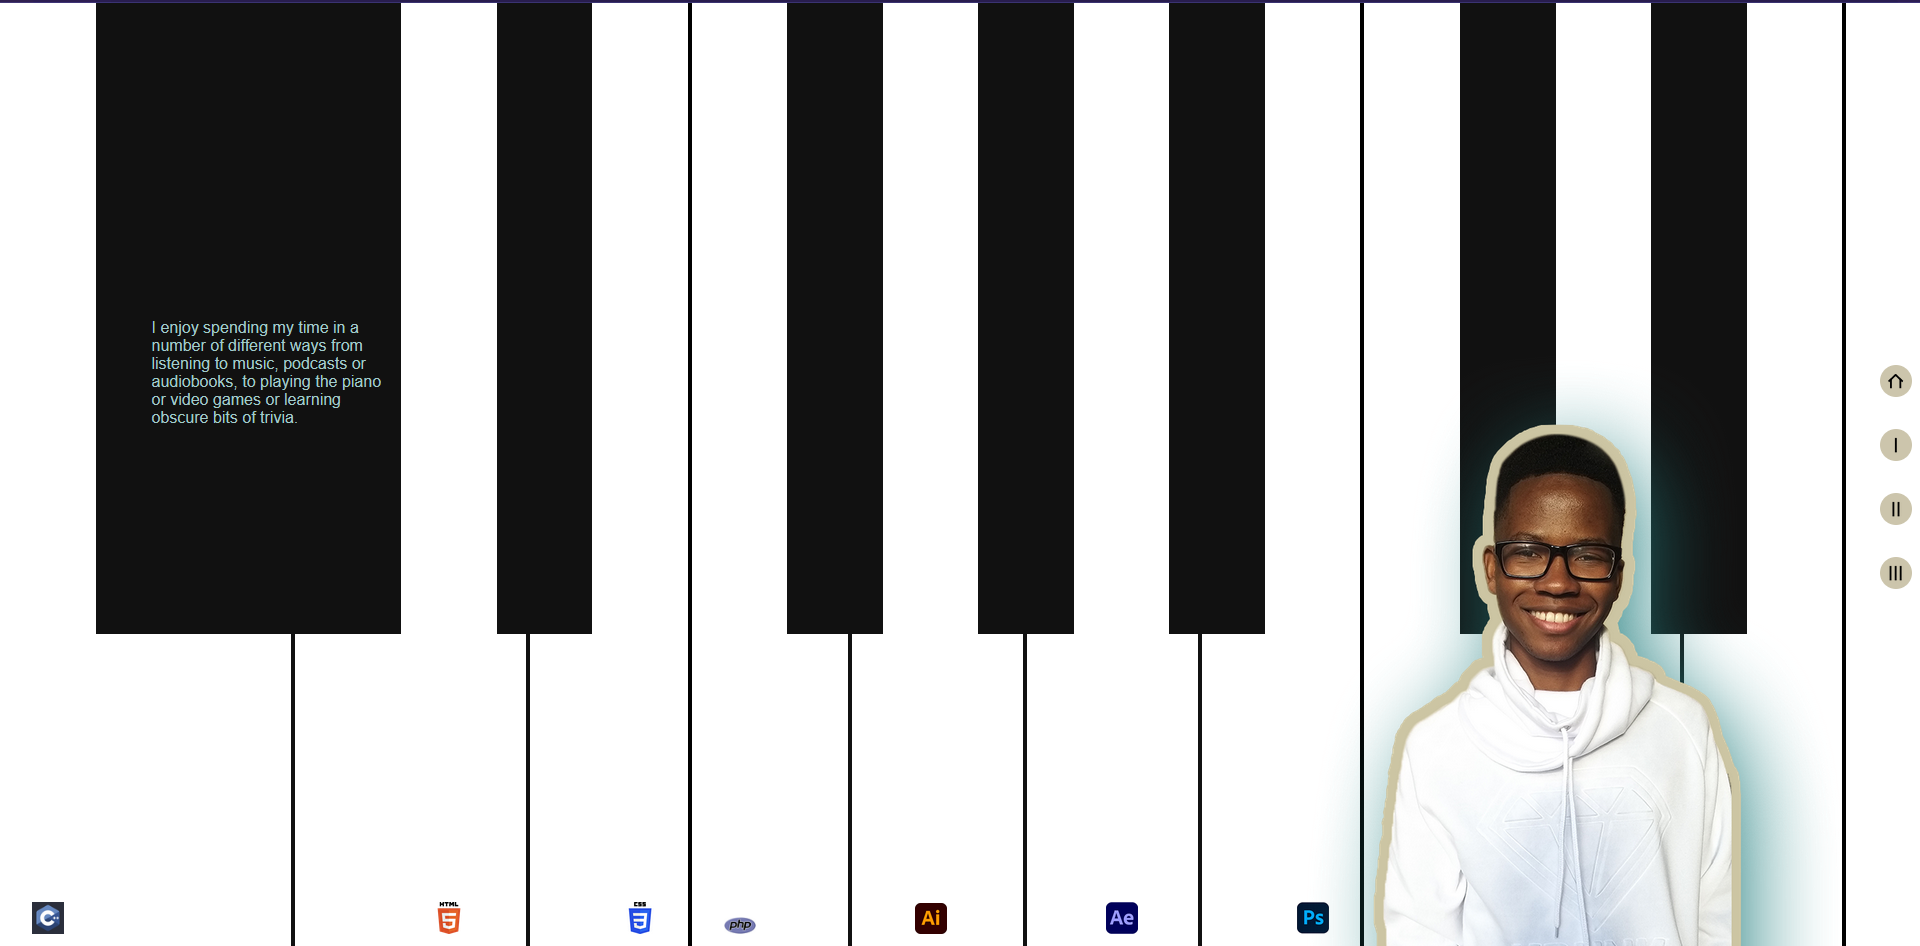 I enjoy spending my time in a
number of different ways from
listening to music, podcasts or
audiobooks, to playing the piano
or video games or learning
obscure bits of trivia.
I
II
III
C++
HTML
5
CSS
3
php
Ai
Ae
Ps